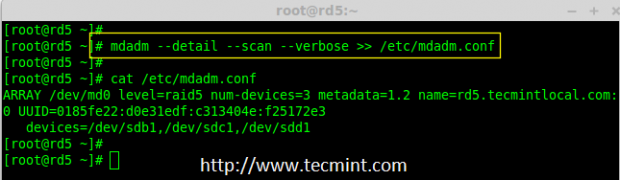 root@rd5:~
[root@rd5 ~]#
[root@rd5 ~]# mdadm --detail --scan --verbose >> /etc/mdadm.conf
[root@rd5 ~]#
[root@rd5 ~]# cat /etc/mdadm.conf
ARRAY /dev/md0 level=raid5 num-devices=3 metadata=1.2 name=rd5.tecmintlocal.com:
0 UUID=0185fe22:d0e31edf:c313404e:f25172e3
   devices=/dev/sdb1,/dev/sdc1,/dev/sdd1
[root@rd5 ~]#
[root@rd5 ~]#
http://www.tecmint.com